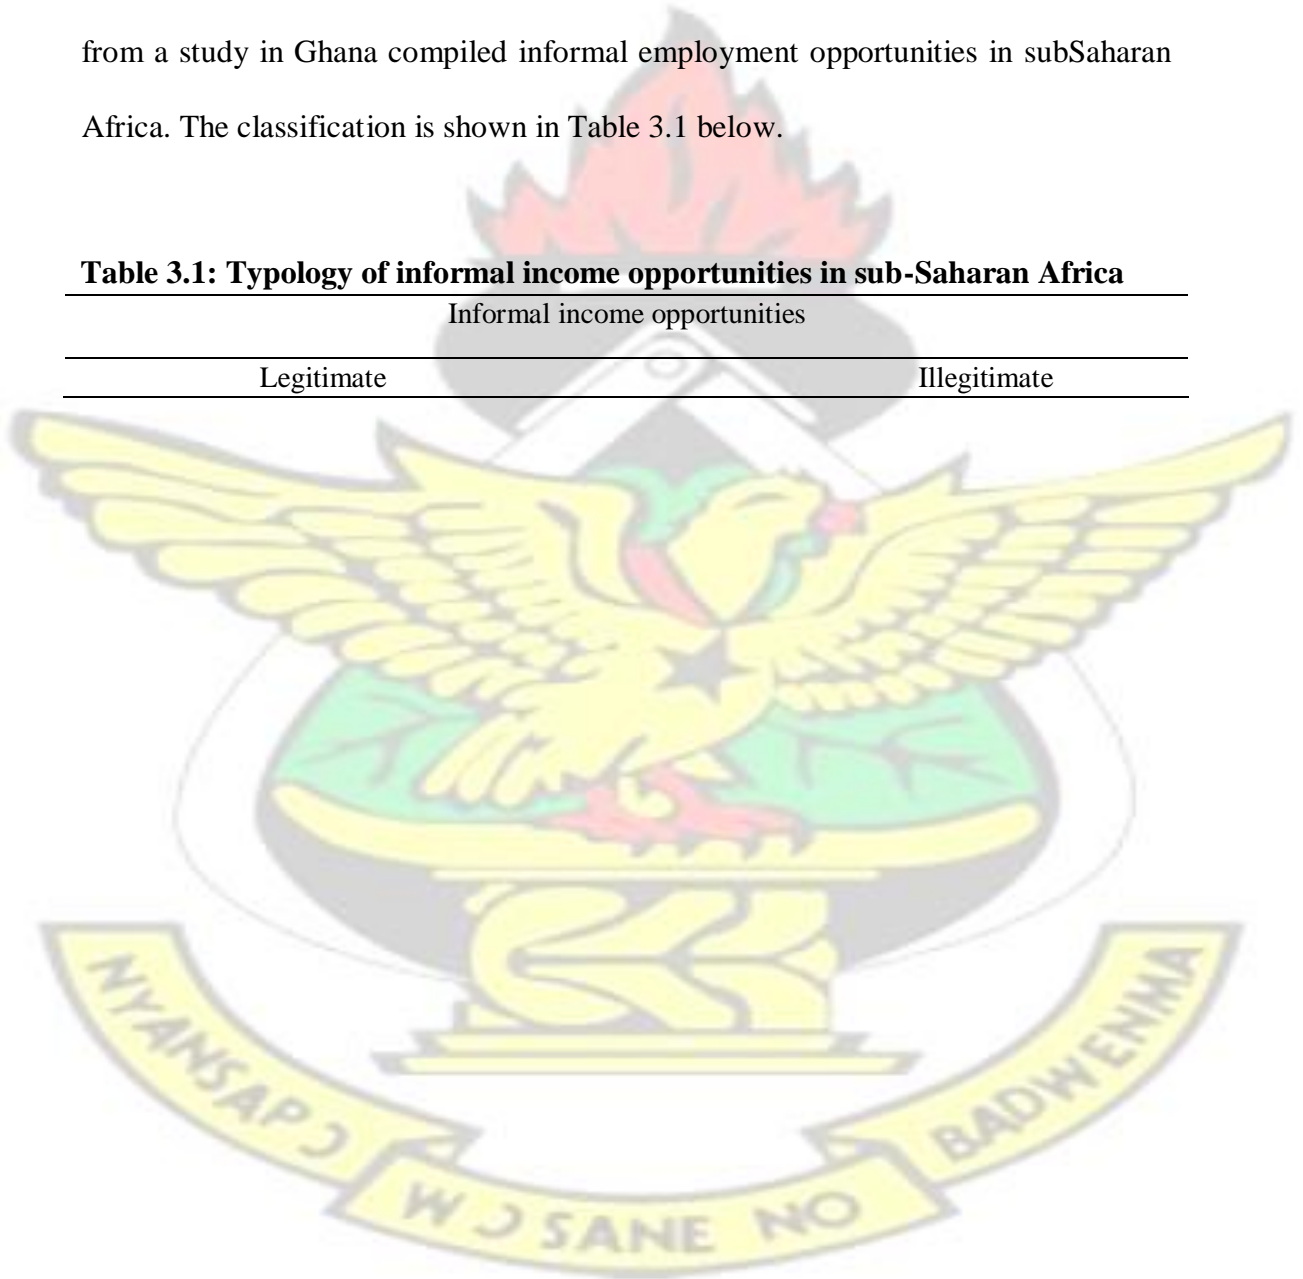 from a study in Ghana compiled informal employment opportunities in subSaharan
Africa. The classification is shown in Table 3.1 below.
Table 3.1: Typology of informal income opportunities in sub-Saharan Africa
Informal income opportunities
Legitimate Illegitimate
NYANSAPƆ
WƆ SANE NO
BADWENMA